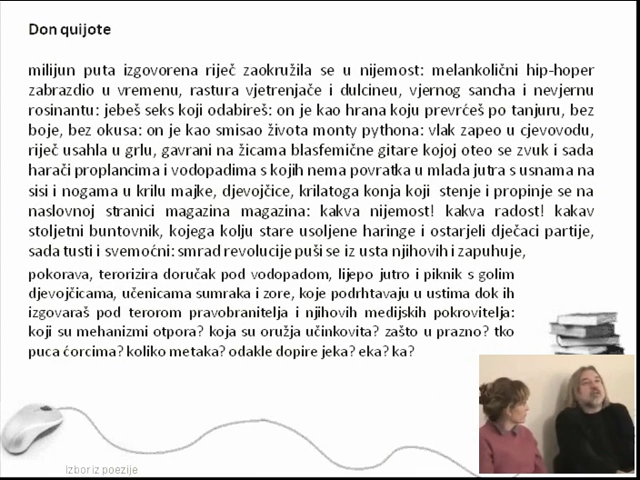 Don quijote
milijun puta izgovorena riječ zaokružila se u nijemost: melankolični hip-hoper
zabrazdio u vremenu, rastura vjetrenjače i dulcineu, vjernog sancha i nevjernu
rosinantu: jebeš seks koji odabireš: on je kao hrana koju prevrćeš po tanjuru, bez
boje, bez okusa: on je kao smisao života monty pythona: vlak zapeo u cjevovodu,
riječ usahla u grlu, gavrani na žicama blasfemične gitare kojoj oteo se zvuk i sada
harači proplancima i vodopadima s kojih nema povratka u mlada jutra s usnama na
sisi i nogama u krilu majke, djevojčice, krilatoga konja koji stenje i propinje se na
naslovnoj stranici magazina magazina: kakva nijemost! kakva radost! kakav
stoljetni buntovnik, kojega kolju stare usoljene haringe i ostarjeli dječaci partije,
sada tusti i svemoćni: smrad revolucije puši se iz usta njihovih i zapuhuje,
pokorava, terorizira doručak pod vodopadom, lijepo jutro i piknik s golim
djevojčicama, učenicama sumraka i zore, koje podrhtavaju u ustima dok ih
izgovaraš pod terorom pravobranitelja i njihovih medijskih pokrovitelja:
koji su mehanizmi otpora? koja su oružja učinkovita? zašto u prazno? tko
puca ćorcima? koliko metaka? odakle dopire jeka? eka? ka?
Izbor iz poezije